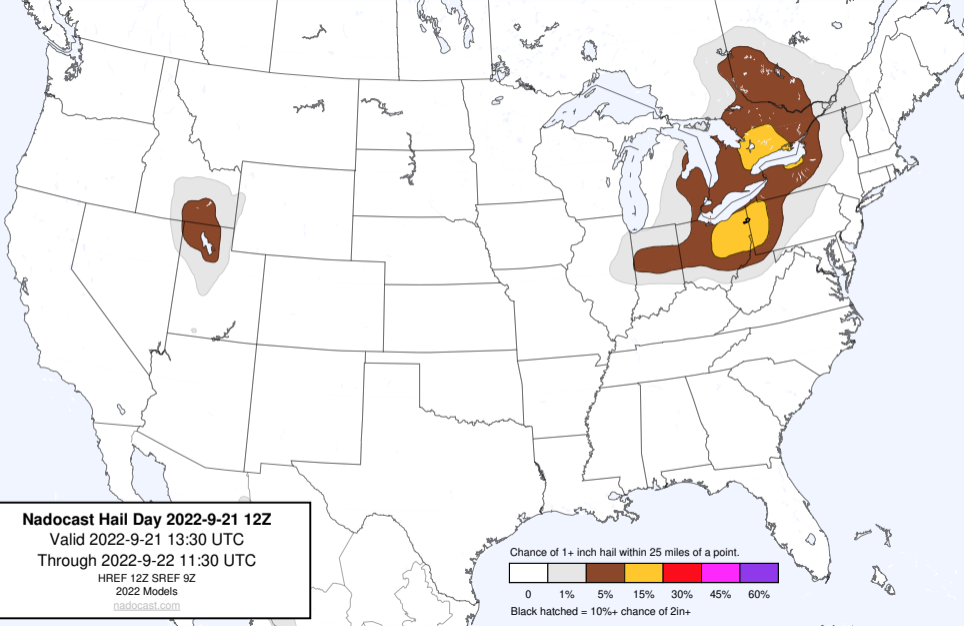 Nadocast Hail Day 2022-9-21 12Z
Valid 2022-9-21 13:30 UTC
Through 2022-9-22 11:30 UTC
HREF 12Z SREF 9Z
2022 Models
nadocast.com
Chance of 1+ inch hail within 25 miles of a point.
0 1% 5% 15% 30% 45% 60%
Black hatched = 10%+ chance of 2in+